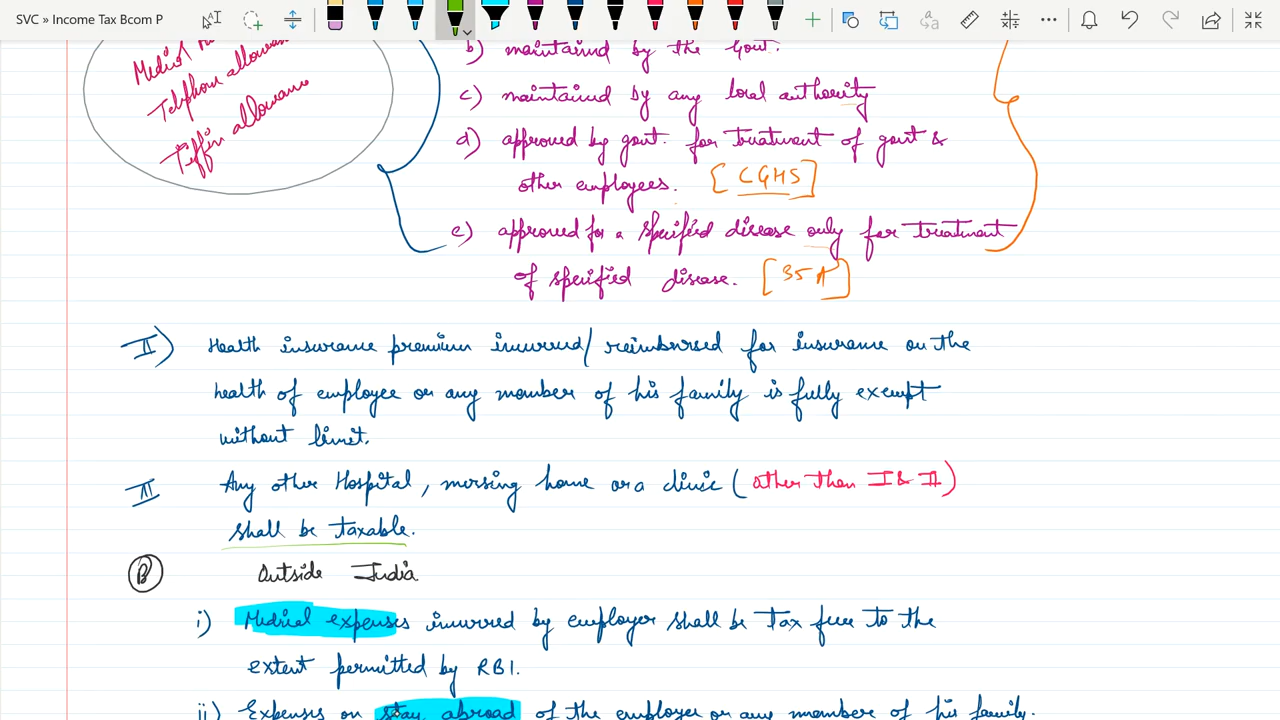 SVC » Income Tax Bcom P
Medical
Telephone allowance
Tiffin allowance
b) maintained by the Govt.
c) maintained by any local authority
d) approved by govt. for treatment of govt &
other employees. [CGHS]
e) approved for a specified disease only for treatment
of specified disease. [35 A]
II) Health insurance premium incurred/ reimbursed for insurance on the
health of employee or any member of his family is fully exempt
without limit.
III Any other Hospital, nursing home or a clinic (other than I & II)
shall be taxable.
B Outside India
i) Medical expenses incurred by employer shall be tax free to the
extent permitted by RBI.
ii) Expenses on stay abroad of the employee or any member of his family.